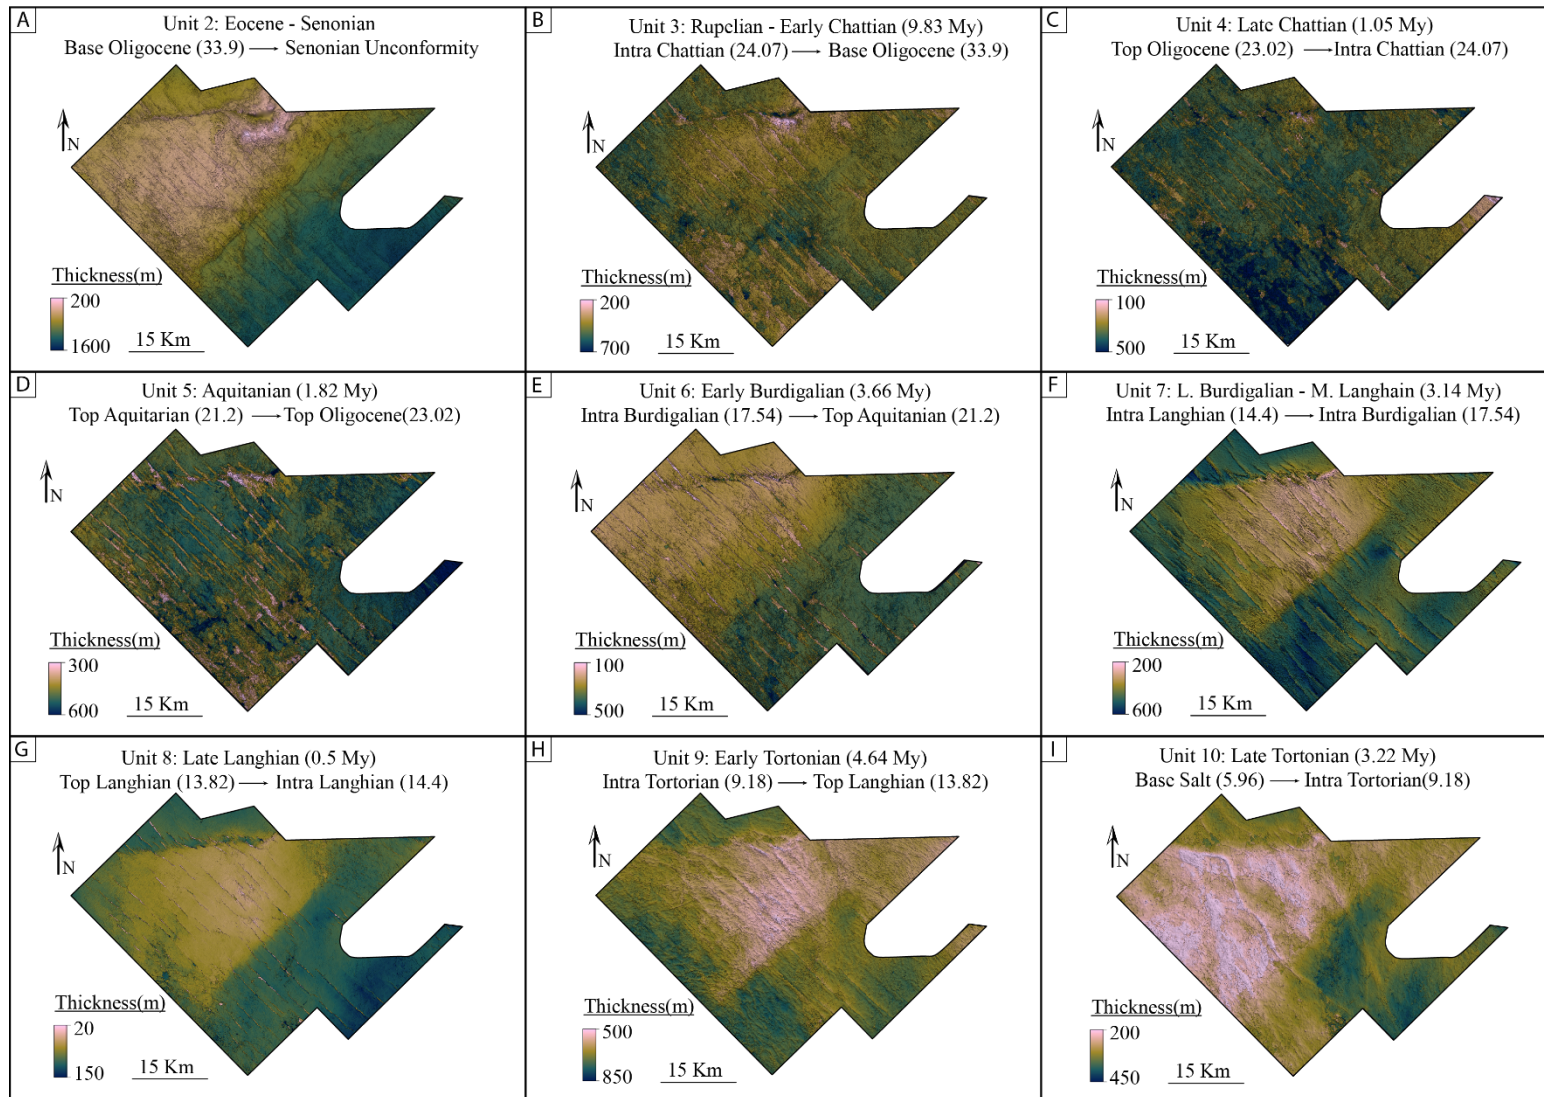 A
Unit 2: Eocene - Senonian
Base Oligocene (33.9) → Senonian Unconformity
N
Thickness(m)
200
1600
15 Km
B
Unit 3: Rupclian - Early Chattian (9.83 My)
Intra Chattian (24.07) → Base Oligocene (33.9)
N
Thickness(m)
200
700
15 Km
C
Unit 4: Late Chattian (1.05 My)
Top Oligocene (23.02) → Intra Chattian (24.07)
N
Thickness(m)
100
500
15 Km
D
Unit 5: Aquitanian (1.82 My)
Top Aquitarian (21.2) → Top Oligocene(23.02)
N
Thickness(m)
300
600
15 Km
E
Unit 6: Early Burdigalian (3.66 My)
Intra Burdigalian (17.54) → Top Aquitanian (21.2)
N
Thickness(m)
100
500
15 Km
F
Unit 7: L. Burdigalian - M. Langhain (3.14 My)
Intra Langhian (14.4) → Intra Burdigalian (17.54)
N
Thickness(m)
200
600
15 Km
G
Unit 8: Late Langhian (0.5 My)
Top Langhian (13.82) → Intra Langhian (14.4)
N
Thickness(m)
20
150
15 Km
H
Unit 9: Early Tortonian (4.64 My)
Intra Tortorian (9.18) → Top Langhian (13.82)
N
Thickness(m)
500
850
15 Km
I
Unit 10: Late Tortonian (3.22 My)
Base Salt (5.96) → Intra Tortorian(9.18)
N
Thickness(m)
200
450
15 Km